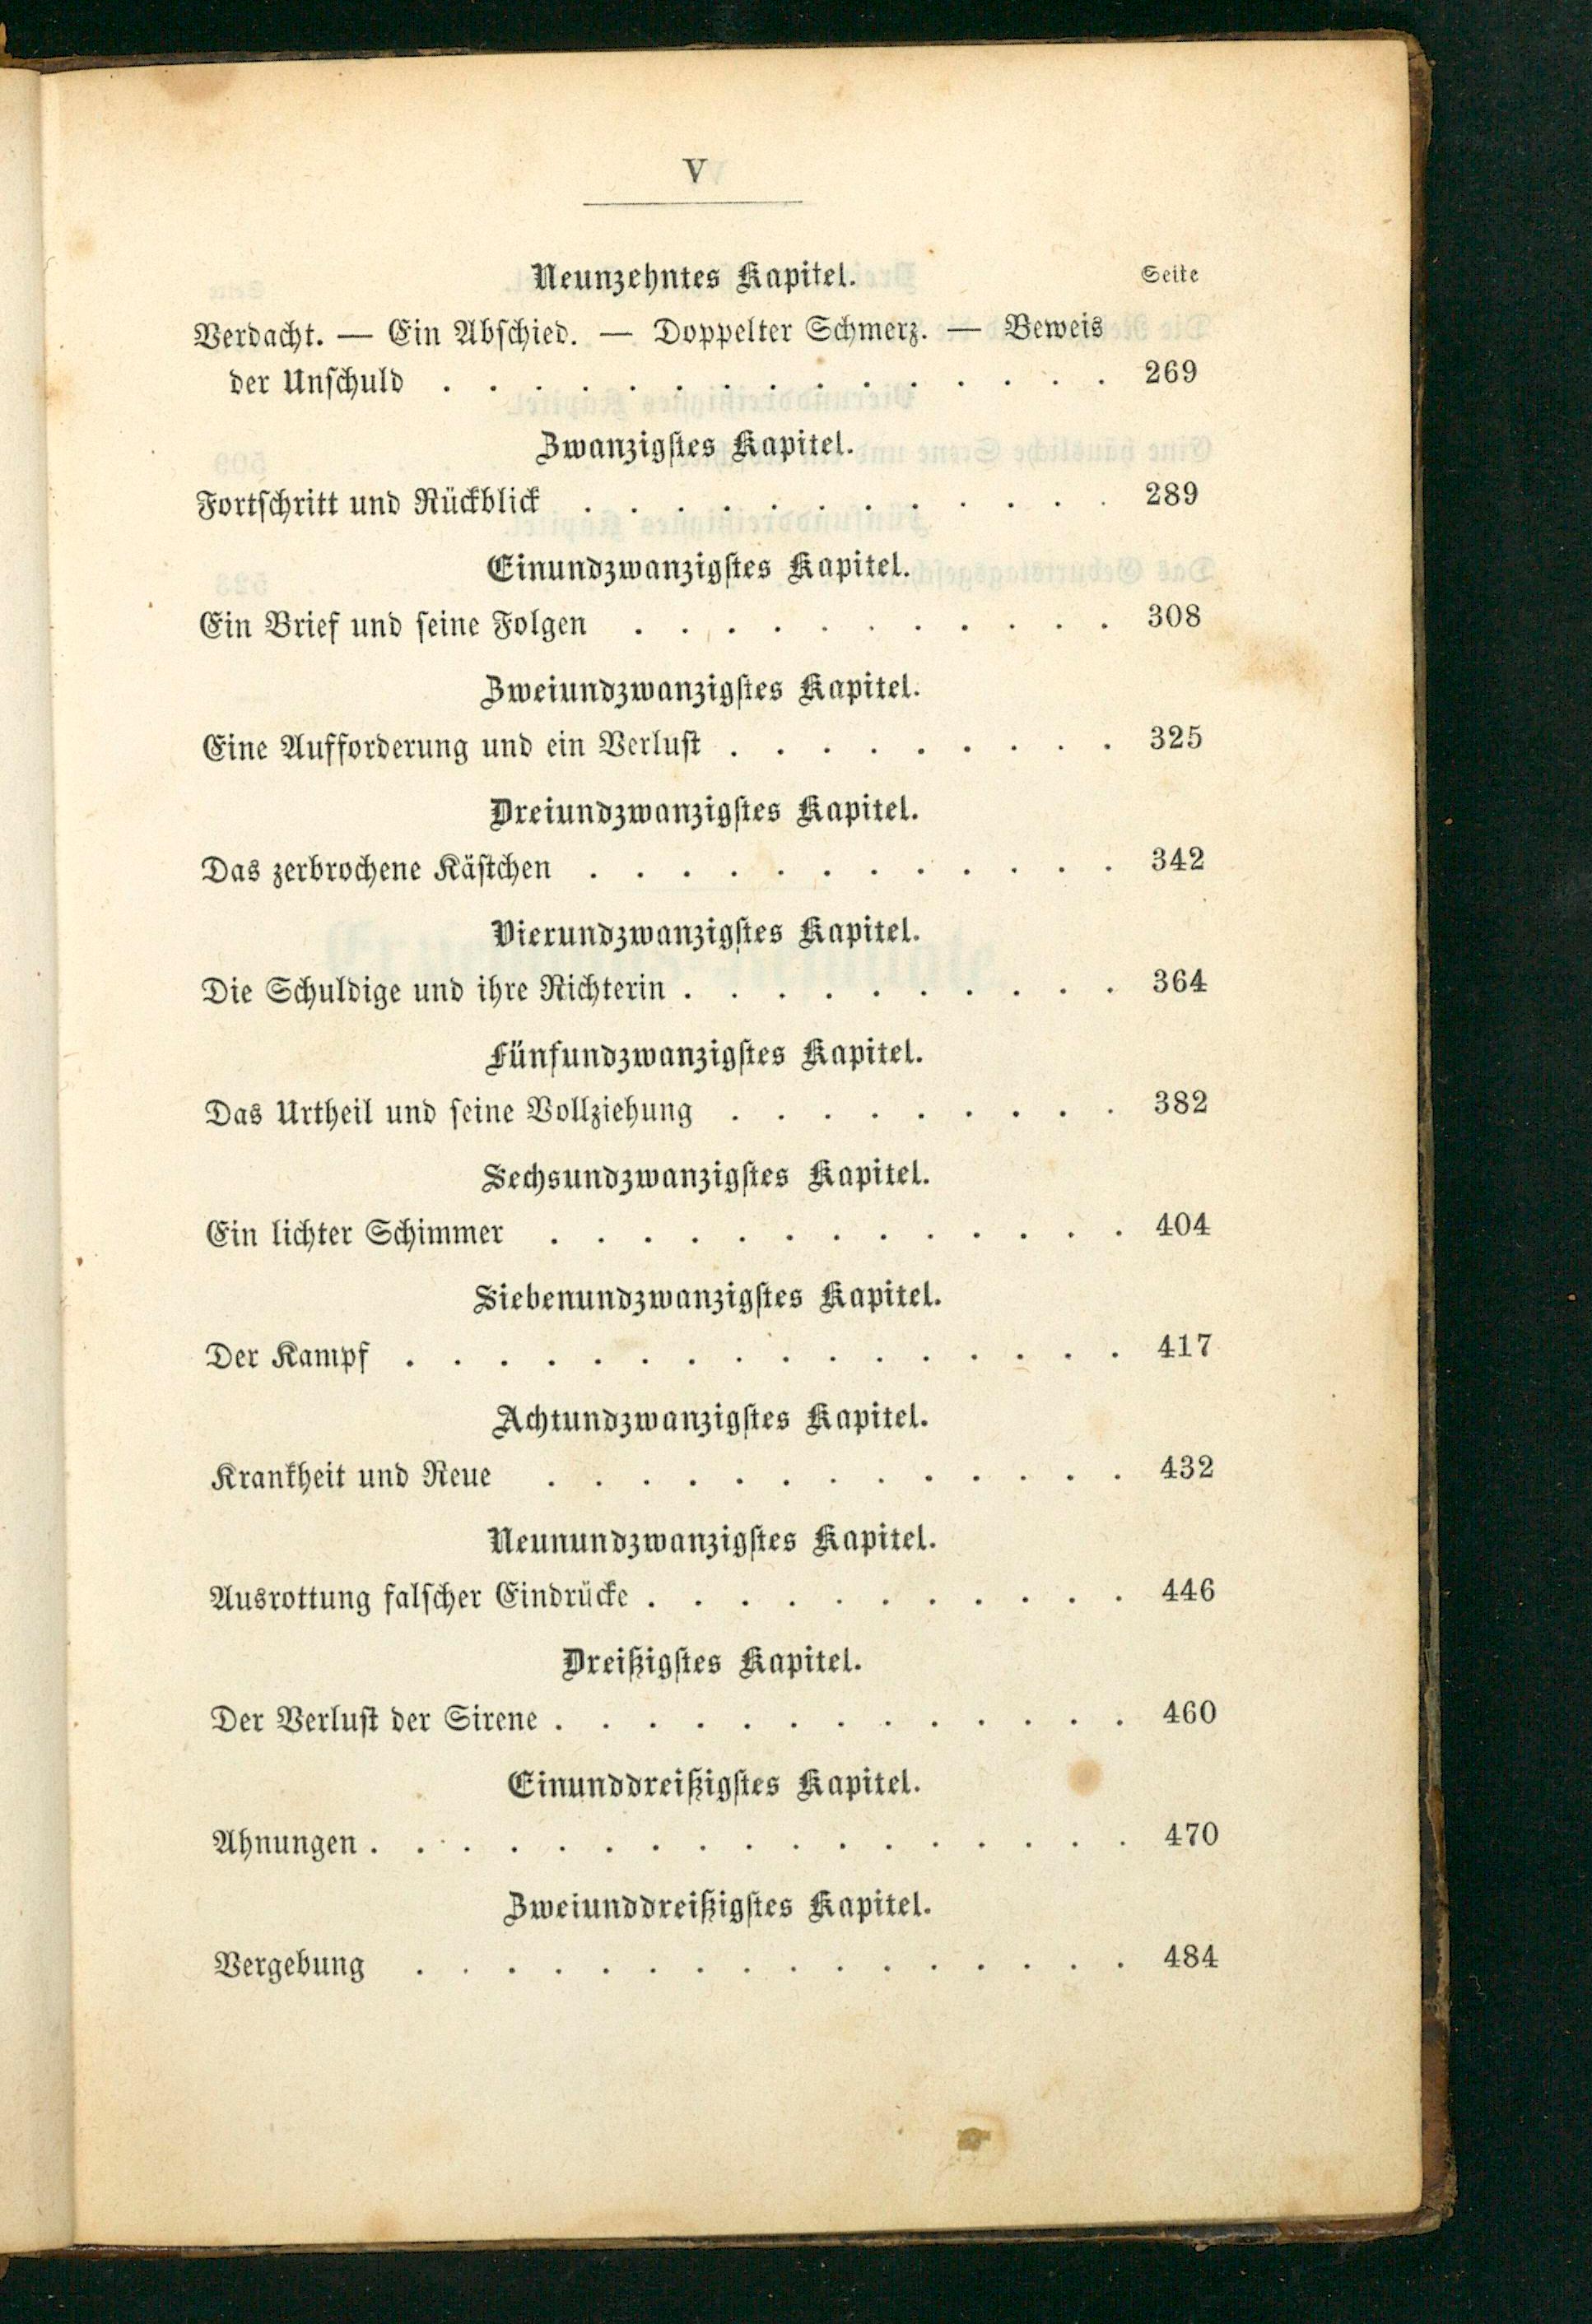 V
Neunzehntes Kapitel. Seite
Verdacht. — Ein Abschied. — Doppelter Schmerz. — Beweis
der Unschuld . . . . . . . . . . . . . . . 269
Zwanzigstes Kapitel.
Fortschritt und Rückblick . . . . . . . . . . . . 289
Einundzwanzigstes Kapitel.
Ein Brief und seine Folgen . . . . . . . . . . . 308
Zweiundzwanzigstes Kapitel.
Eine Aufforderung und ein Verlust . . . . . . . . . 325
Dreiundzwanzigstes Kapitel.
Das zerbrochene Kästchen . . . . . . . . . . . . 342
Vierundzwanzigstes Kapitel.
Die Schuldige und ihre Richterin . . . . . . . . . . 364
Fünfundzwanzigstes Kapitel.
Das Urtheil und seine Vollziehung . . . . . . . . . 382
Sechsundzwanzigstes Kapitel.
Ein lichter Schimmer . . . . . . . . . . . . . 404
Siebenundzwanzigstes Kapitel.
Der Kampf . . . . . . . . . . . . . . . . 417
Achtundzwanzigstes Kapitel.
Krankheit und Reue . . . . . . . . . . . . . 432
Neunundzwanzigstes Kapitel.
Ausrottung falscher Eindrücke . . . . . . . . . . . 446
Dreißigstes Kapitel.
Der Verlust der Sirene . . . . . . . . . . . . . 460
Einunddreißigstes Kapitel.
Ahnungen . . . . . . . . . . . . . . . . . 470
Zweiunddreißigstes Kapitel.
Vergebung . . . . . . . . . . . . . . . . 484